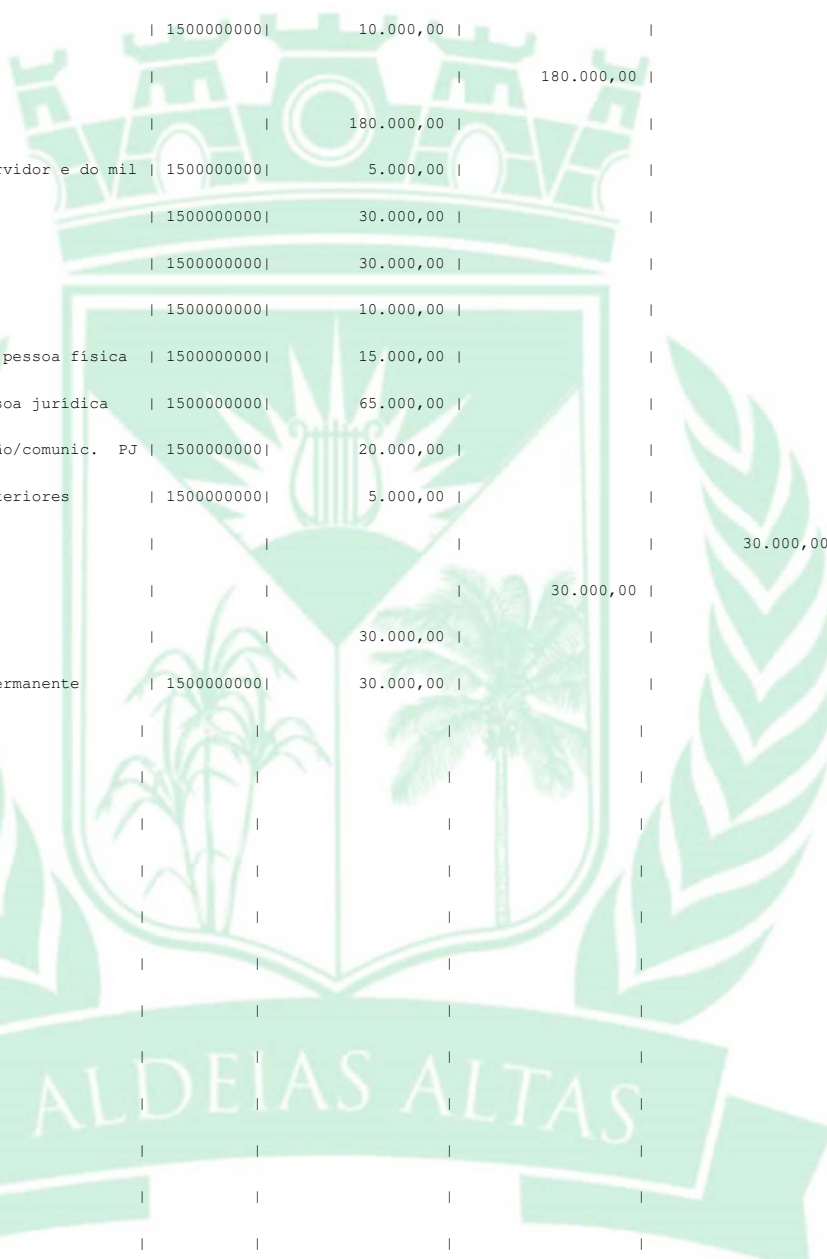 | 1500000000| 10.000,00 | |
| | | 180.000,00 |
| | 180.000,00 | |
rvidor e do mil | 1500000000| 5.000,00 | |
| 1500000000| 30.000,00 | |
| 1500000000| 30.000,00 | |
| 1500000000| 10.000,00 | |
pessoa física | 1500000000| 15.000,00 | |
soa jurídica | 1500000000| 65.000,00 | |
ão/comunic. PJ | 1500000000| 20.000,00 | |
teriores | 1500000000| 5.000,00 | |
| | | | 30.000,00
| | | 30.000,00 |
| | 30.000,00 | |
ermanente | 1500000000| 30.000,00 | |
| | | |
| | | |
| | | |
| | | |
| | | |
| | | |
| | | |
| | | |
ALDEIAS ALTAS
| | | |
| | | |
| | | |
| | | |